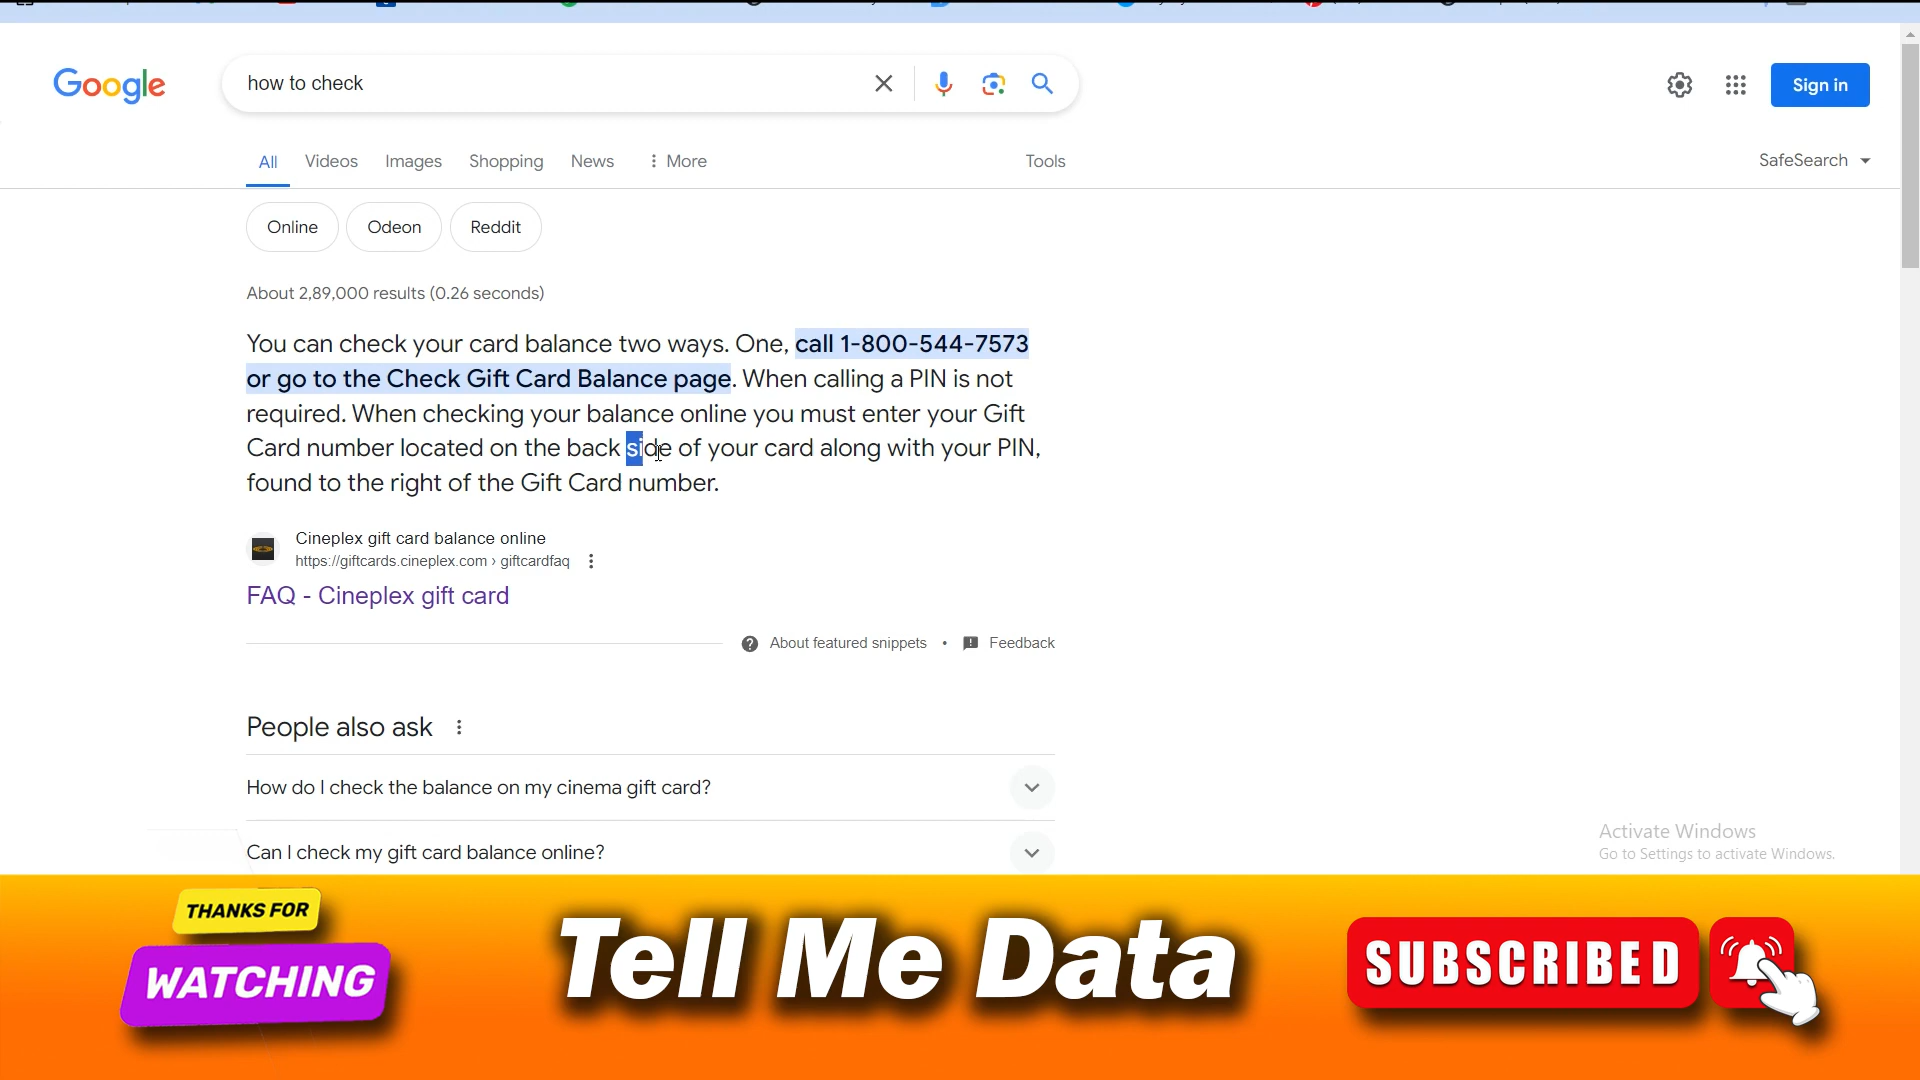 Google
how to check
Sign in
All
Videos
Images
Shopping
News
More
Tools
SafeSearch
Online
Odeon
Reddit
About 2,89,000 results (0.26 seconds)
You can check your card balance two ways. One, call 1-800-544-7573
or go to the Check Gift Card Balance page. When calling a PIN is not
required. When checking your balance online you must enter your Gift
Card number located on the back side of your card along with your PIN,
found to the right of the Gift Card number.
Cineplex gift card balance online
https://giftcards.cineplex.com › giftcardfaq
FAQ - Cineplex gift card
About featured snippets • Feedback
People also ask
How do I check the balance on my cinema gift card?
Can I check my gift card balance online?
Activate Windows
Go to Settings to activate Windows.
THANKS FOR
WATCHING
Tell Me Data
SUBSCRIBED